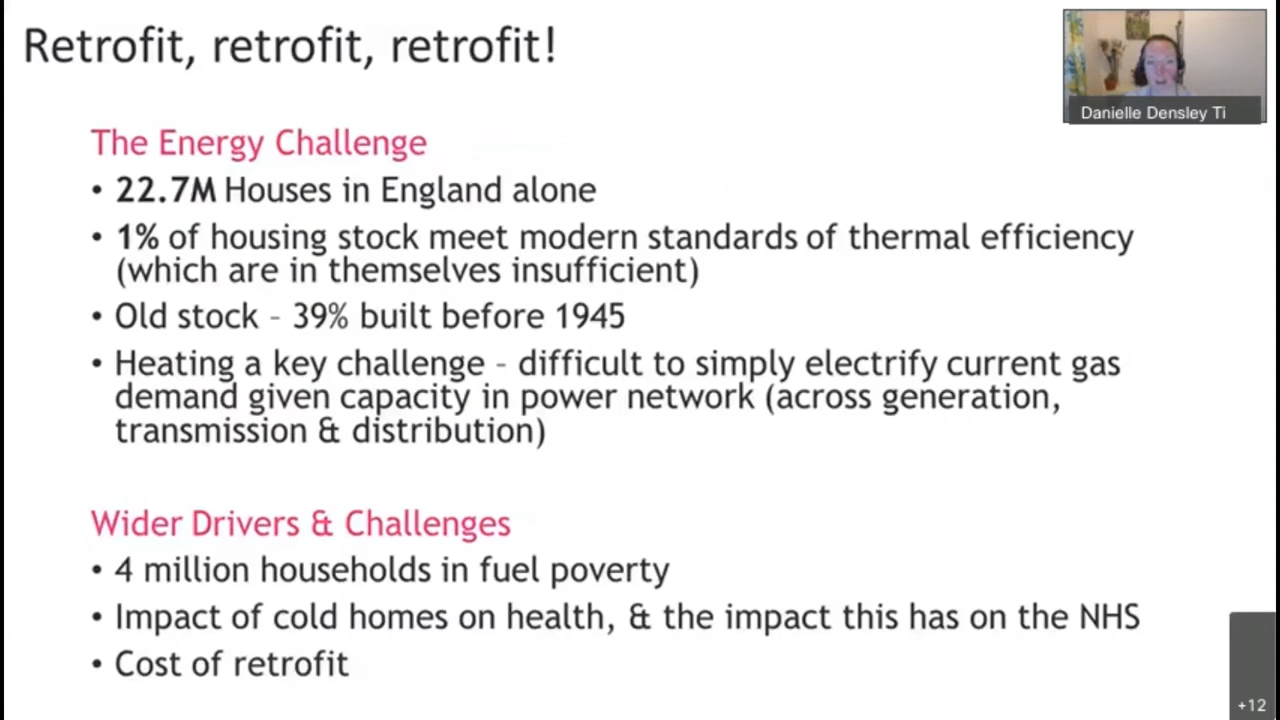 Retrofit, retrofit, retrofit!
Danielle Densley Ti
The Energy Challenge
• 22.7M Houses in England alone
• 1% of housing stock meet modern standards of thermal efficiency
(which are in themselves insufficient)
• Old stock - 39% built before 1945
• Heating a key challenge - difficult to simply electrify current gas
demand given capacity in power network (across generation,
transmission & distribution)
Wider Drivers & Challenges
• 4 million households in fuel poverty
• Impact of cold homes on health, & the impact this has on the NHS
• Cost of retrofit
+12